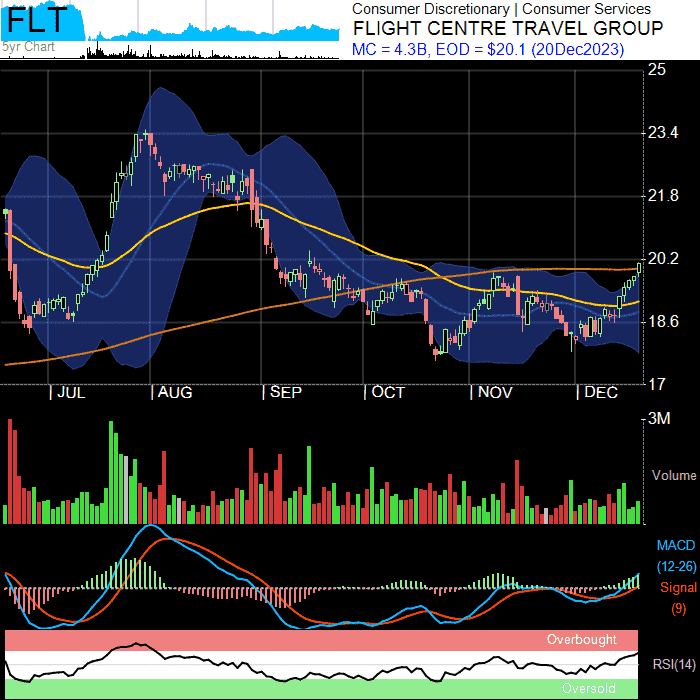 FLT
5yr Chart
Consumer Discretionary | Consumer Services
FLIGHT CENTRE TRAVEL GROUP
MC = 4.3B, EOD = $20.1 (20Dec2023)
25
23.4
21.8
20.2
18.6
17
| JUL | AUG | SEP | OCT | NOV | DEC
3M
Volume
MACD
(12-26)
Signal
(9)
Overbought
RSI(14)
Oversold